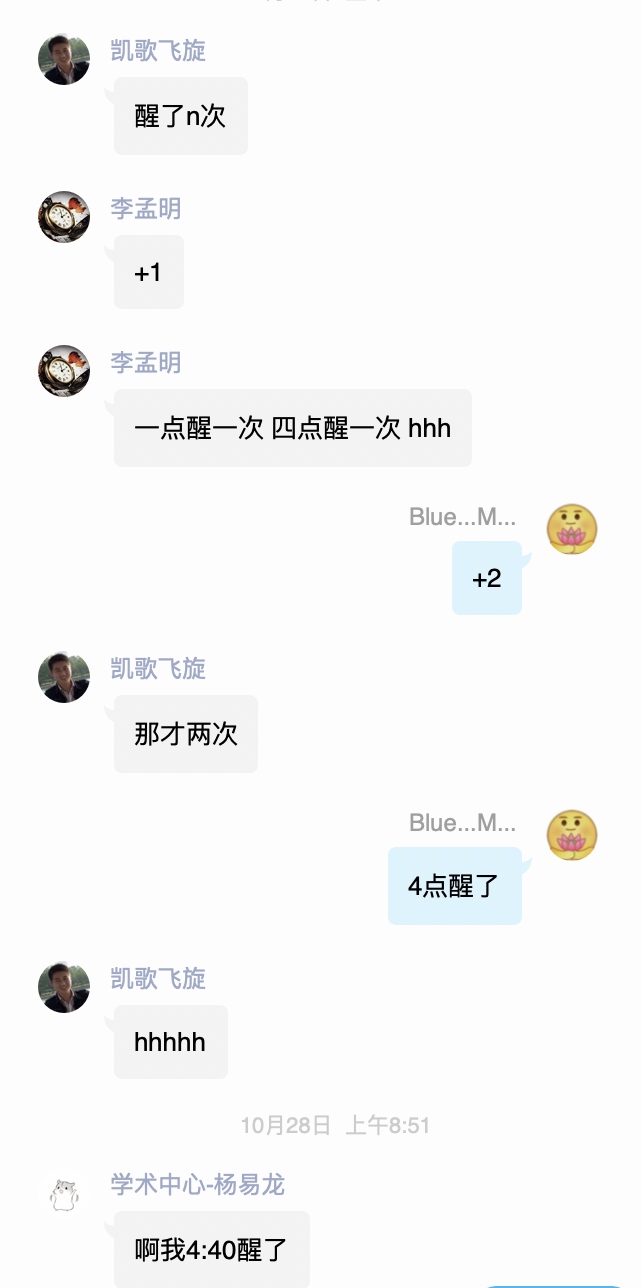 凯歌飞旋
醒了n次
李孟明
+1
李孟明
一点醒一次 四点醒一次 hhh
Blue...M...
+2
凯歌飞旋
那才两次
Blue...M...
4点醒了
凯歌飞旋
hhhhh
10月28日 上午8:51
学术中心-杨易龙
啊我4:40醒了